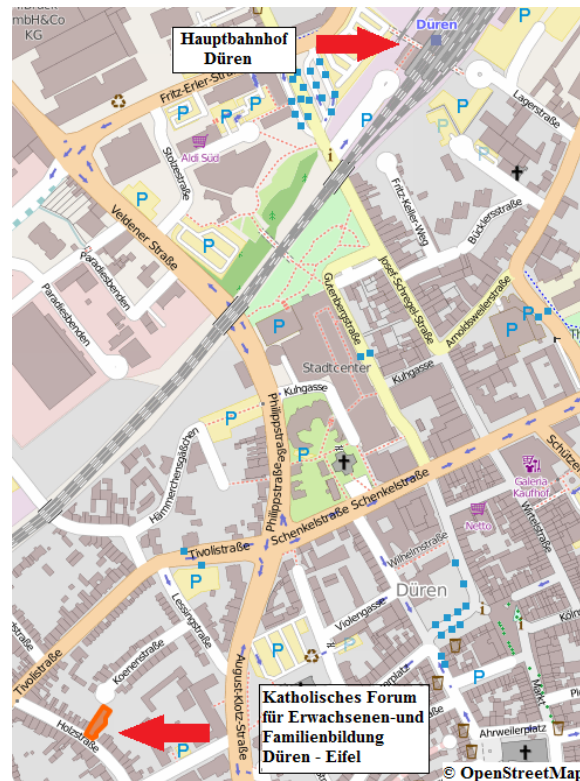 mbH&Co
KG
Hauptbahnhof
Düren
Düren
Fritz-Erler-Straße
Lagerstraße
Aldi Süd
Stolzestraße
P
P
P
P
P
P
i
Fritz-Keller-Weg
Bücklersstraße
Veldener Straße
Paradiesbenden
Paradiesbenden
P
P
Josef-Schregel-Straße
Gutenbergstraße
Arnoldsweilerstraße
P
P
P
Stadtcenter
Kuhgasse
Kuhgasse
Philippstraße
Philippstraße
P
P
Hämmerchensgäßchen
Schenkelstraße
Schenkelstraße
Galeria
Kaufhof
Netto
Wirtelstraße
Tivolistraße
Wilhelmstraße
P
Düren
Lessingstraße
Violengasse
P
i
Koenenstraße
Tivolistraße
August-Klotz-Straße
P
Markt
Holzstraße
P
Katholisches Forum
für Erwachsenen-und
Familienbildung
Düren - Eifel
Ahrweilerplatz
© OpenStreetMap